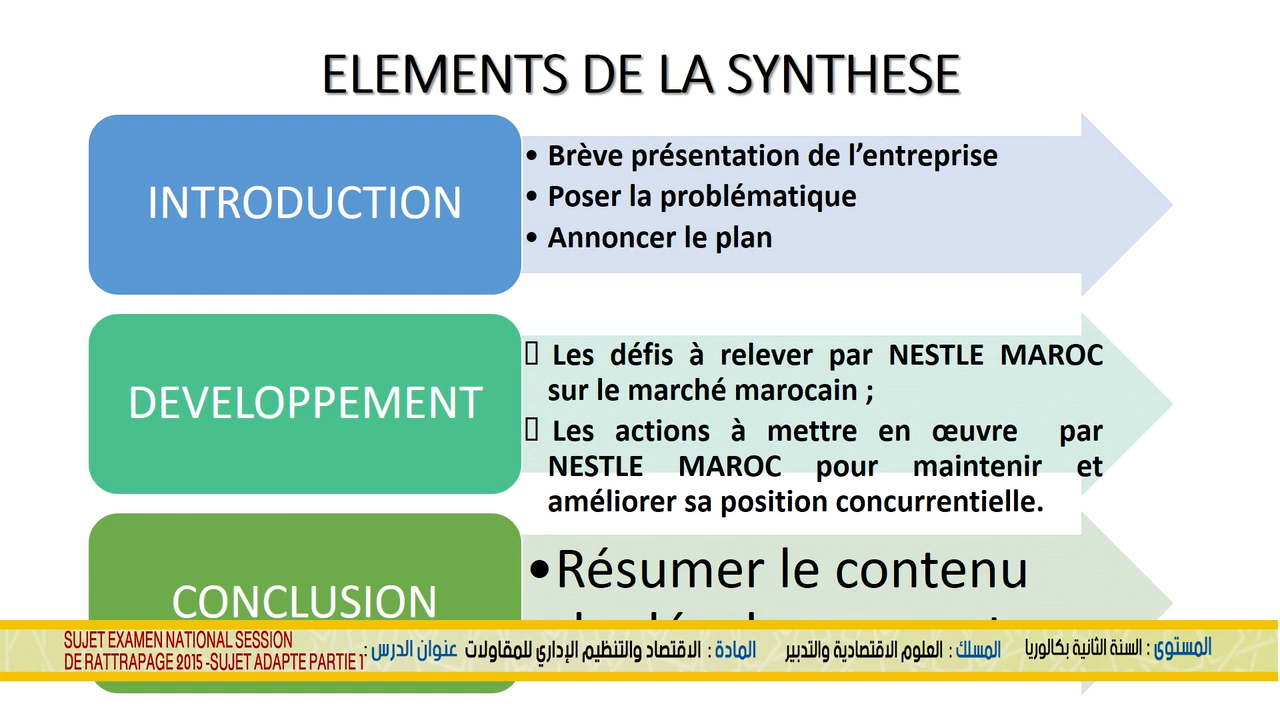 ELEMENTS DE LA SYNTHESE
INTRODUCTION
• Brève présentation de l’entreprise
• Poser la problématique
• Annoncer le plan
DEVELOPPEMENT
Les défis à relever par NESTLE MAROC
sur le marché marocain ;
Les actions à mettre en œuvre par
NESTLE MAROC pour maintenir et
améliorer sa position concurrentielle.
CONCLUSION
•Résumer le contenu
المستوى : السنة الثانية بكالوريا
المسلك : العلوم الاقتصادية والتدبير
المادة : الاقتصاد والتنظيم الإداري للمقاولات
عنوان الدرس :
SUJET EXAMEN NATIONAL SESSION
DE RATTRAPAGE 2015 -SUJET ADAPTE PARTIE 1